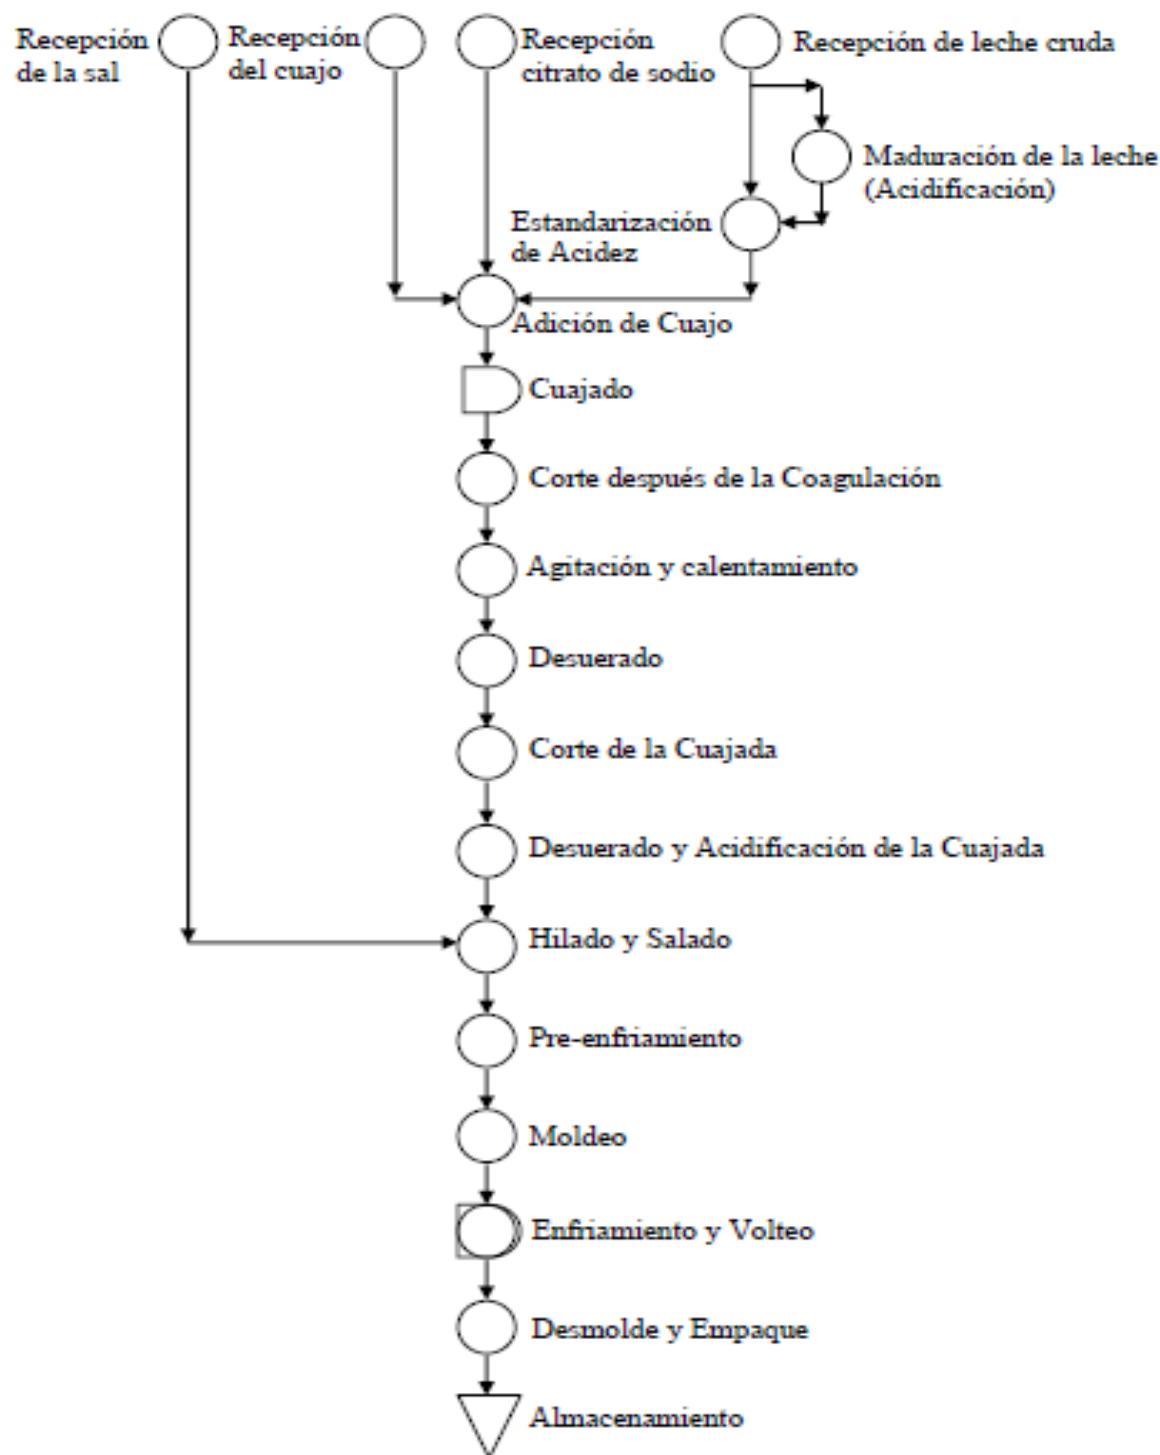 Recepción
de la sal
Recepción
del cuajo
Recepción
citrato de sodio
Recepción de leche cruda
Maduración de la leche
(Acidificación)
Estandarización
de Acidez
Adición de Cuajo
Cuajado
Corte después de la Coagulación
Agitación y calentamiento
Desuerado
Corte de la Cuajada
Desuerado y Acidificación de la Cuajada
Hilado y Salado
Pre-enfriamiento
Moldeo
Enfriamiento y Volteo
Desmolde y Empaque
Almacenamiento